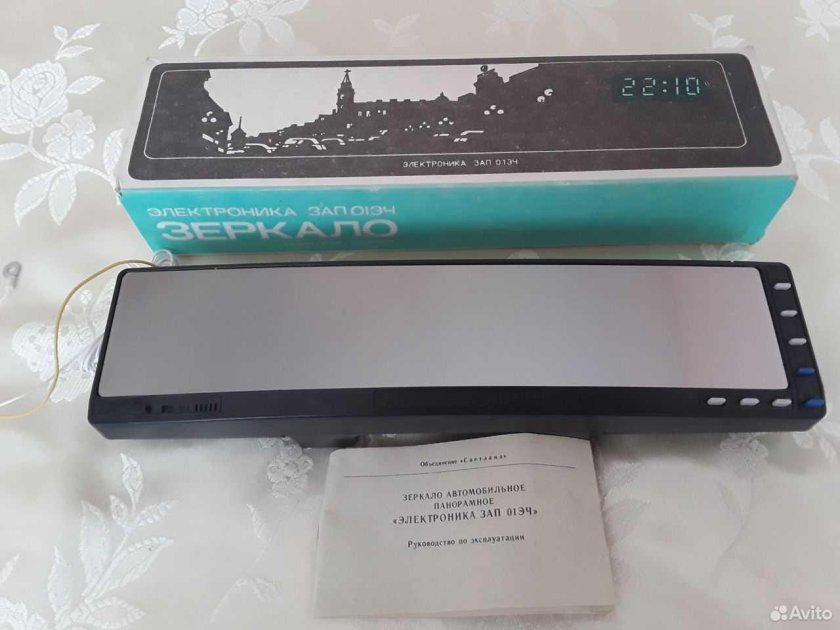 22:10
ЭЛЕКТРОНИКА ЗАП 01ЭЧ
ЭЛЕКТРОНИКА ЗАП 01ЭЧ
ЗЕРКАЛО
Объединение «Светлана»
ЗЕРКАЛО АВТОМОБИЛЬНОЕ
ПАНОРАМНОЕ
«ЭЛЕКТРОНИКА ЗАП 01ЭЧ»
Руководство по эксплуатации
Avito